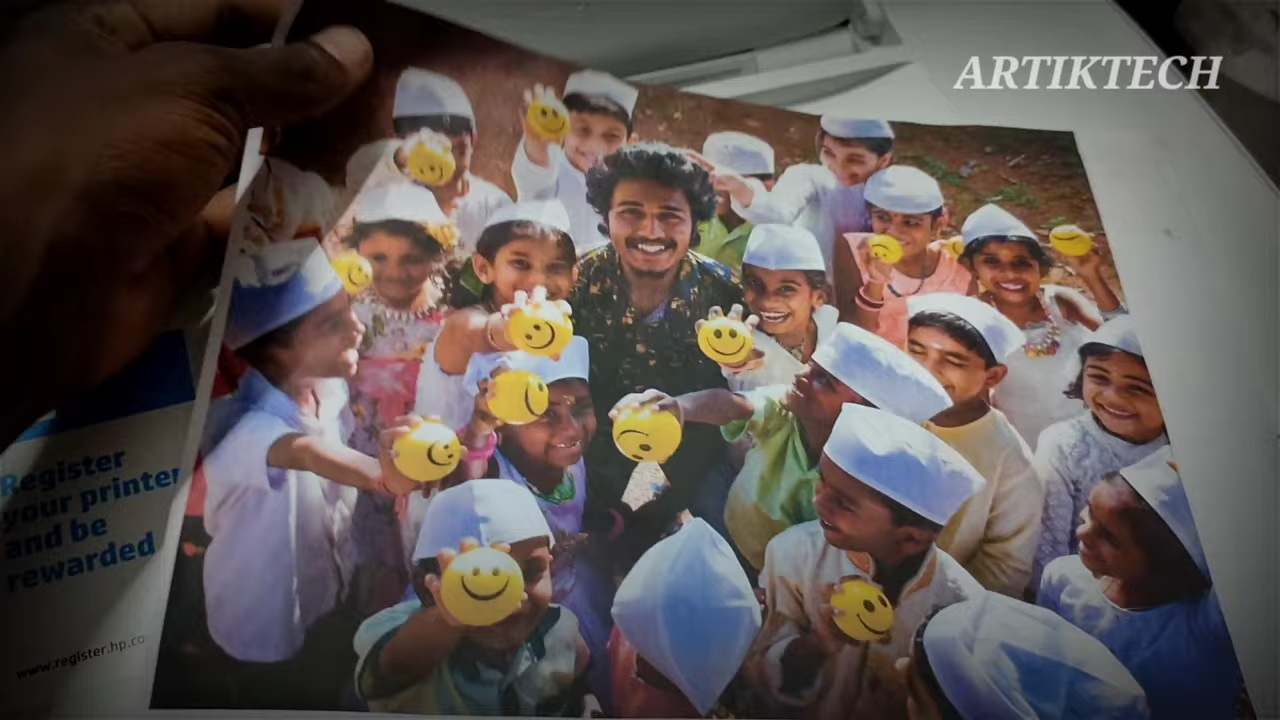 ARTIKTECH
Register
your printer
and be
rewarded
www.register.hp.co